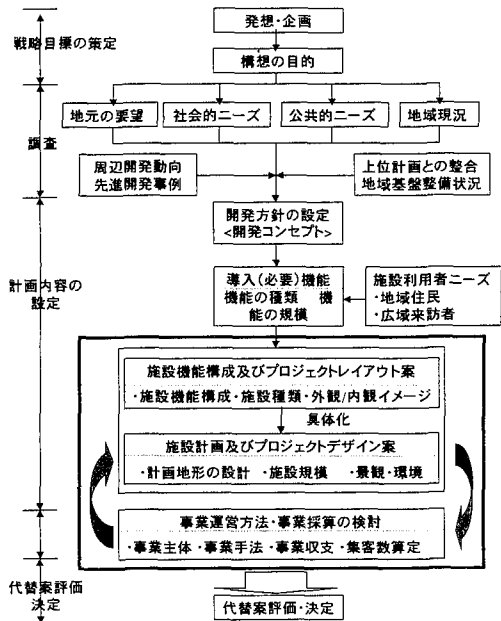 発想・企画
戦略目標の策定
構想の目的
地元の要望 社会的ニーズ 公共的ニーズ 地域現況
調査
周辺開発動向
先進開発事例
上位計画との整合
地域基盤整備状況
開発方針の設定
<開発コンセプト>
計画内容の
設定
導入(必要)機能
機能の種類 機
能の規模
施設利用者ニーズ
・地域住民
・広域来訪者
施設機能構成及びプロジェクトレイアウト案
・施設機能構成・施設種類・外観/内観イメージ
具体化
施設計画及びプロジェクトデザイン案
・計画地形の設計 ・施設規模 ・景観・環境
事業運営方法・事業採算の検討
・事業主体・事業手法・事業収支・集客数算定
代替案評価
決定
代替案評価・決定